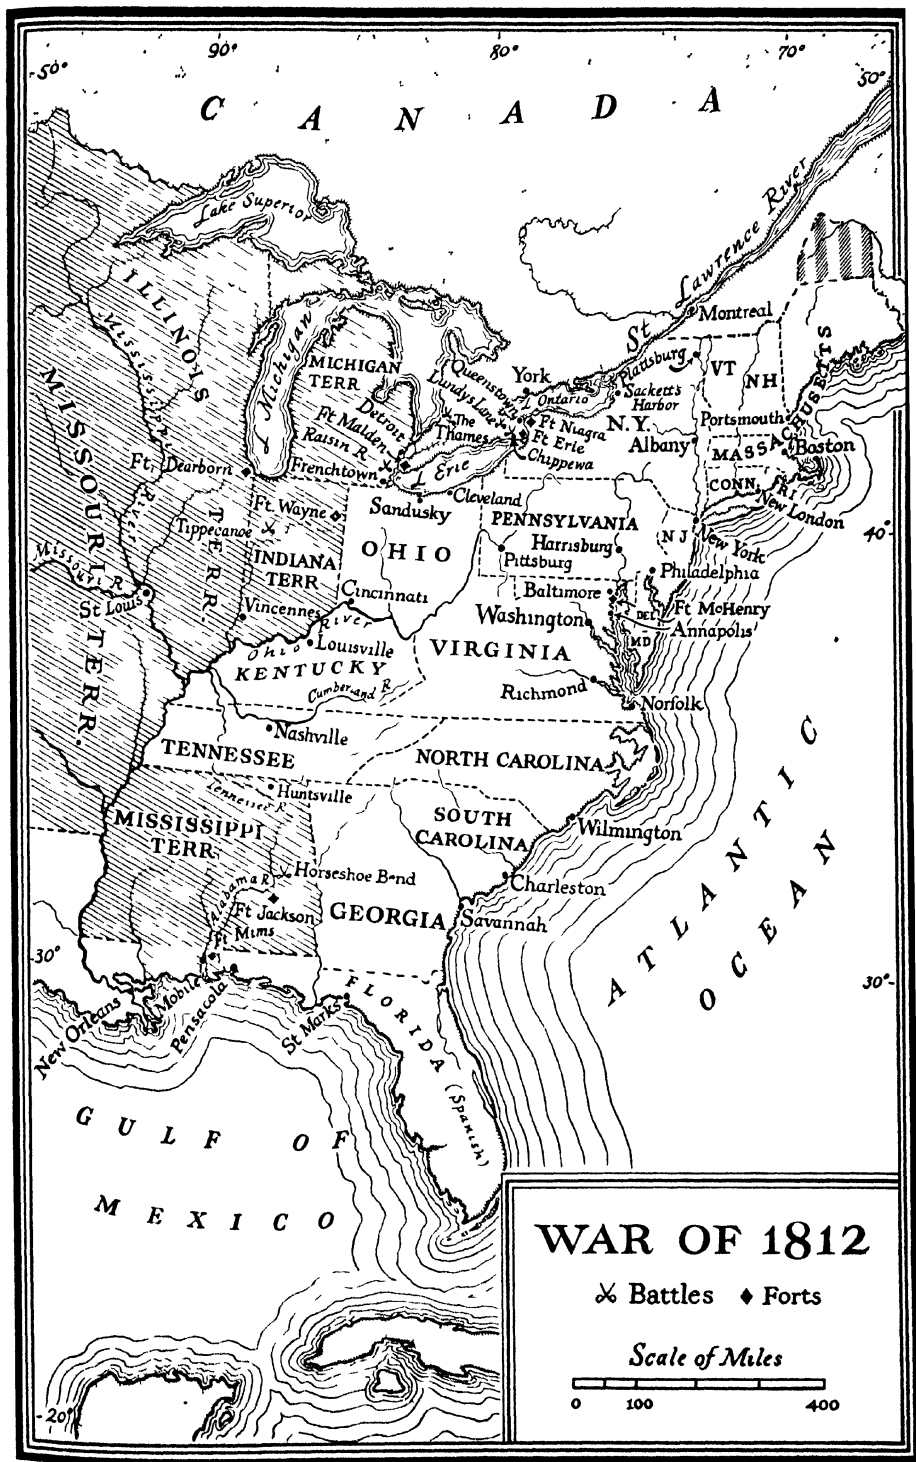 90° 80° 70°
50° 50°
CANADA
Lake Superior
St Lawrence River
ILLINOIS
TERR.
Mississippi
River
MISSOURI
TERR.
Missouri R
Michigan
MICHIGAN
TERR
Montreal
Plattsburg
VT
NH
MASSACHUSETTS
York
Ontario
Sackett's
Harbor
Queenstown
Lundys Lane
The
Thames
Detroit
Ft Malden
Raisin R
Frenchtown
Erie
Ft Niagra
Ft Erie
Chippewa
N.Y.
Albany
Portsmouth
MASSA
Boston
CONN.
RI
New London
Ft. Dearborn
Ft. Wayne
Tippecanoe
Sandusky
Cleveland
PENNSYLVANIA
Harrisburg
Pittsburg
NJ
New York
40°
Philadelphia
OHIO
INDIANA
TERR
Cincinnati
Baltimore
DEL
Ft McHenry
Annapolis
MD
Washington
St Louis
Vincennes
Ohio River
Louisville
KENTUCKY
Cumberland R
VIRGINIA
Richmond
Norfolk
Nashville
TENNESSEE
NORTH CAROLINA
Tennessee R
Huntsville
MISSISSIPPI
TERR
SOUTH
CAROLINA
Wilmington
Alabama R
Horseshoe Bend
Charleston
Ft Jackson
Ft Mims
GEORGIA
Savannah
ATLANTIC
OCEAN
30° 30°
New Orleans
Mobile
Pensacola
St Marks
FLORIDA (Spanish)
GULF OF
MEXICO
20°
WAR OF 1812
Battles Forts
Scale of Miles
0 100 400